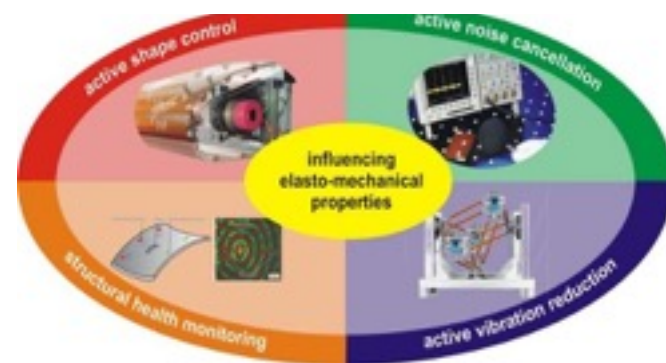 active shape control
active noise cancellation
influencing
elasto-mechanical
properties
structural health monitoring
active vibration reduction